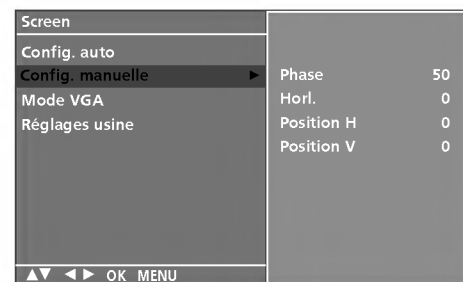 Screen
Config. auto
Config. manuelle ►
Mode VGA
Réglages usine
▲▼ ◄► OK MENU
Phase 50
Horl. 0
Position H 0
Position V 0